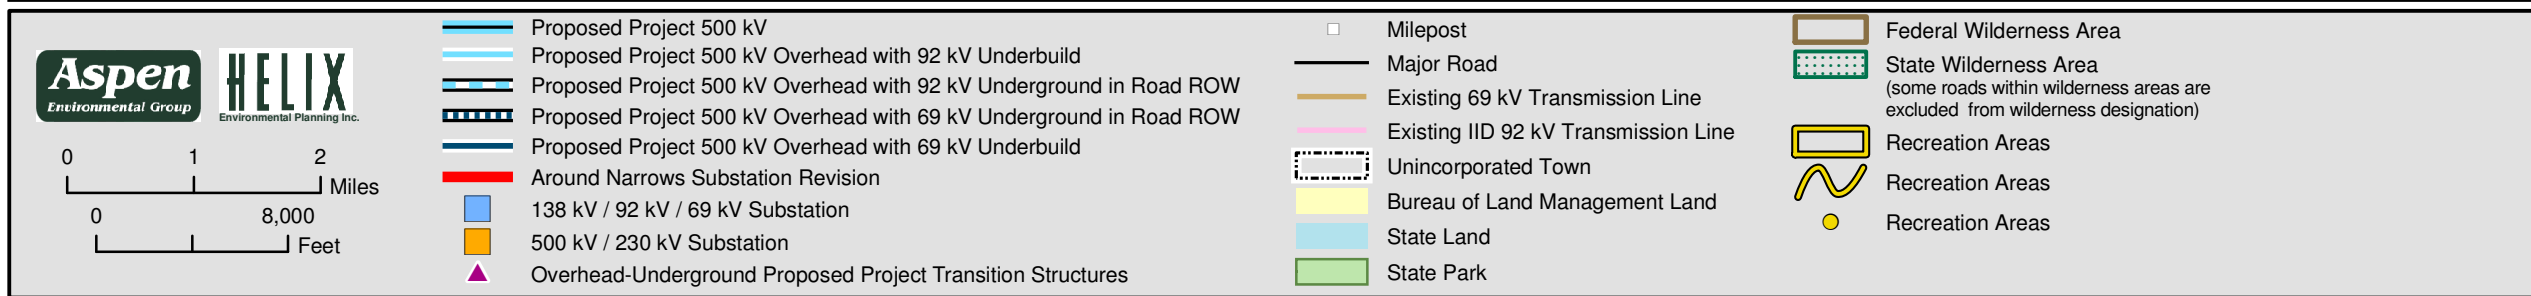 Aspen
Environmental Group
HELIX
Environmental Planning Inc.
0 1 2
Miles
0 8,000
Feet
Proposed Project 500 kV
Proposed Project 500 kV Overhead with 92 kV Underbuild
Proposed Project 500 kV Overhead with 92 kV Underground in Road ROW
Proposed Project 500 kV Overhead with 69 kV Underground in Road ROW
Proposed Project 500 kV Overhead with 69 kV Underbuild
Around Narrows Substation Revision
138 kV / 92 kV / 69 kV Substation
500 kV / 230 kV Substation
Overhead-Underground Proposed Project Transition Structures
Milepost
Major Road
Existing 69 kV Transmission Line
Existing IID 92 kV Transmission Line
Unincorporated Town
Bureau of Land Management Land
State Land
State Park
Federal Wilderness Area
State Wilderness Area
(some roads within wilderness areas are
excluded from wilderness designation)
Recreation Areas
Recreation Areas
Recreation Areas